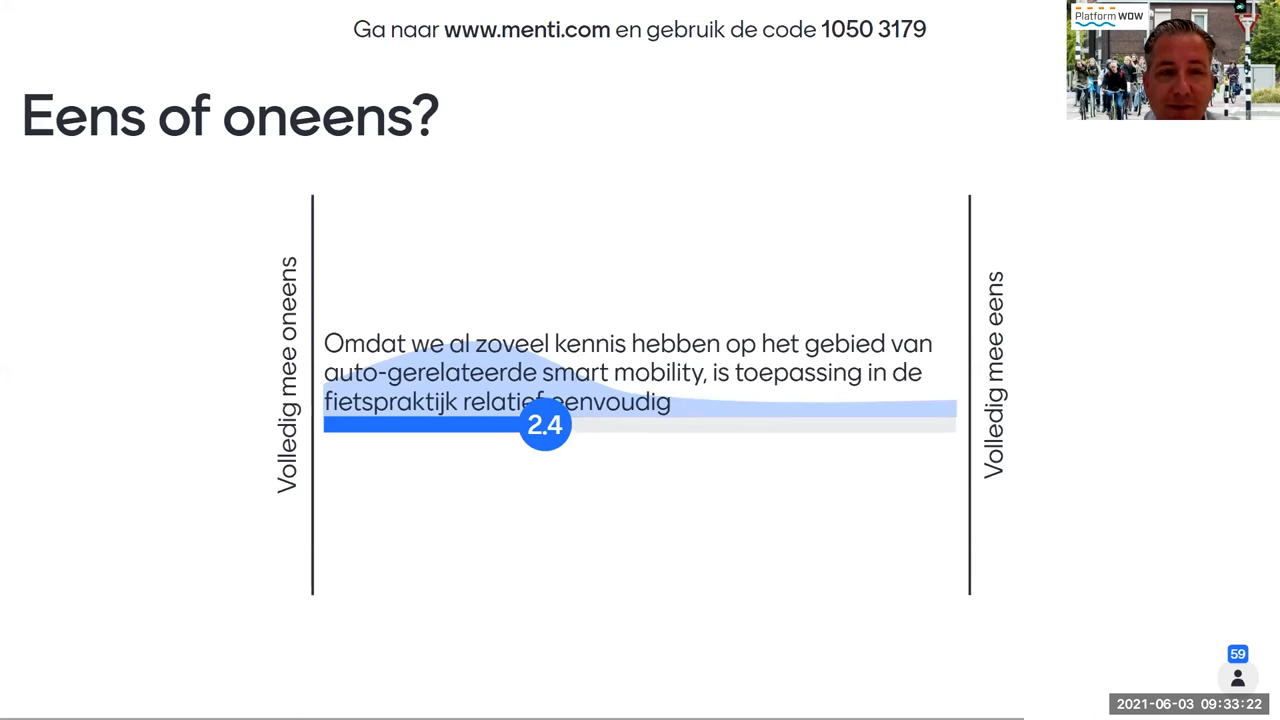 Ga naar www.menti.com en gebruik de code 1050 3179
Platform WOW
Eens of oneens?
Volledig mee oneens
Omdat we al zoveel kennis hebben op het gebied van
auto-gerelateerde smart mobility, is toepassing in de
fietspraktijk relatief eenvoudig
2.4
Volledig mee eens
59
2021-06-03 09:33:22